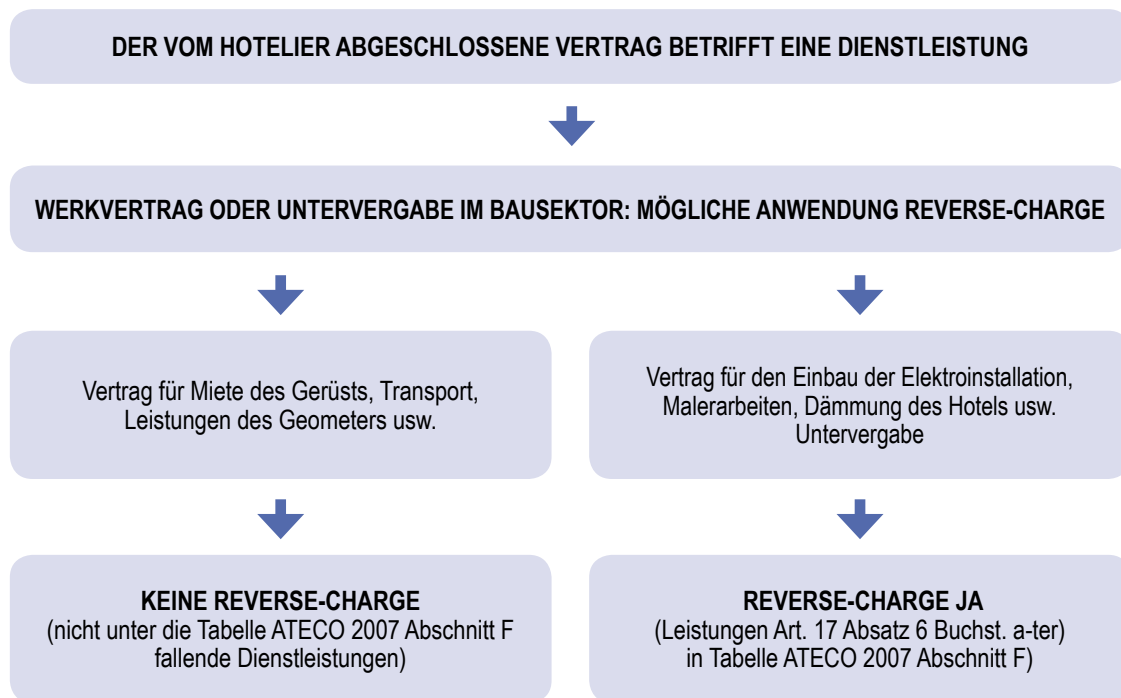 DER VOM HOTELIER ABGESCHLOSSENE VERTRAG BETRIFFT EINE DIENSTLEISTUNG
WERKVERTRAG ODER UNTERVERGABE IM BAUSEKTOR: MÖGLICHE ANWENDUNG REVERSE-CHARGE
Vertrag für Miete des Gerüsts, Transport,
Leistungen des Geometers usw.
Vertrag für den Einbau der Elektroinstallation,
Malerarbeiten, Dämmung des Hotels usw.
Untervergabe
KEINE REVERSE-CHARGE
(nicht unter die Tabelle ATECO 2007 Abschnitt F
fallende Dienstleistungen)
REVERSE-CHARGE JA
(Leistungen Art. 17 Absatz 6 Buchst. a-ter)
in Tabelle ATECO 2007 Abschnitt F)